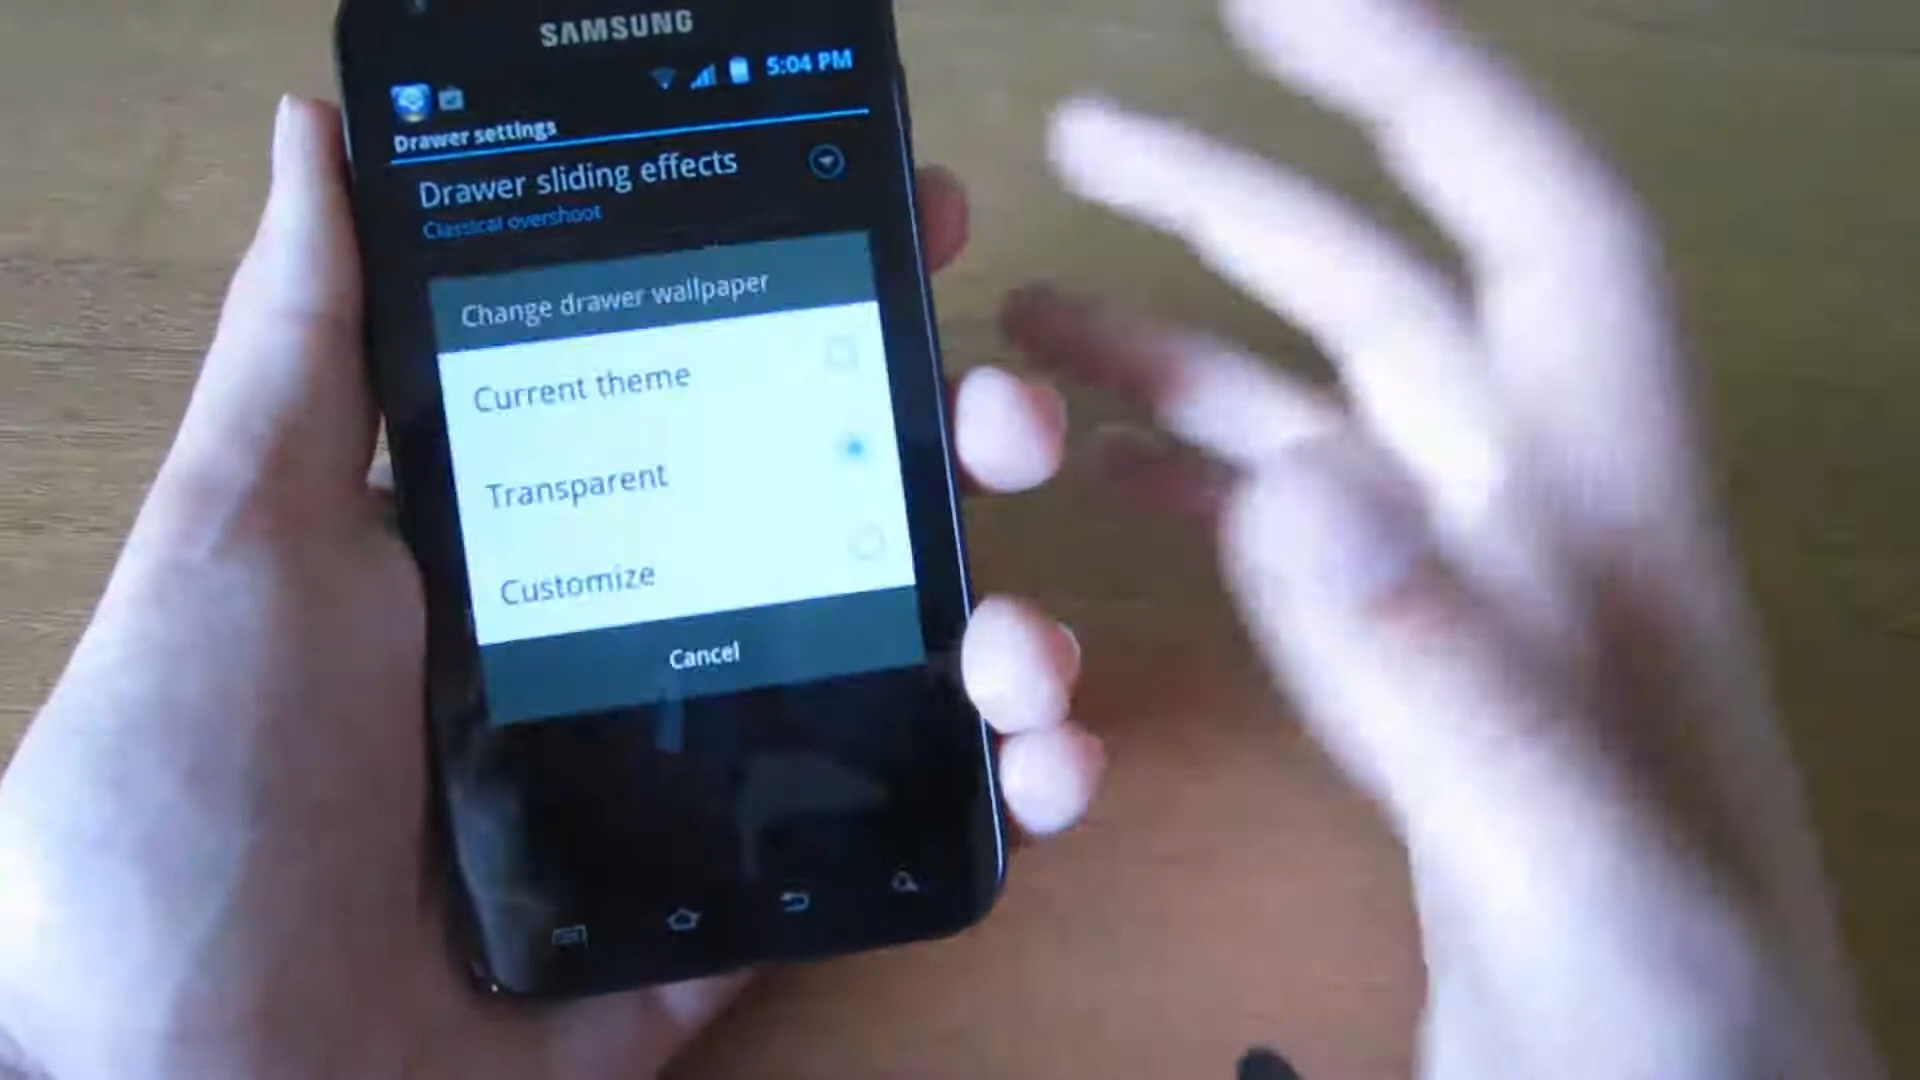 SAMSUNG
5:04 PM
Drawer settings
Drawer sliding effects
Classical overshoot
Change drawer wallpaper
Current theme
Transparent
Customize
Cancel